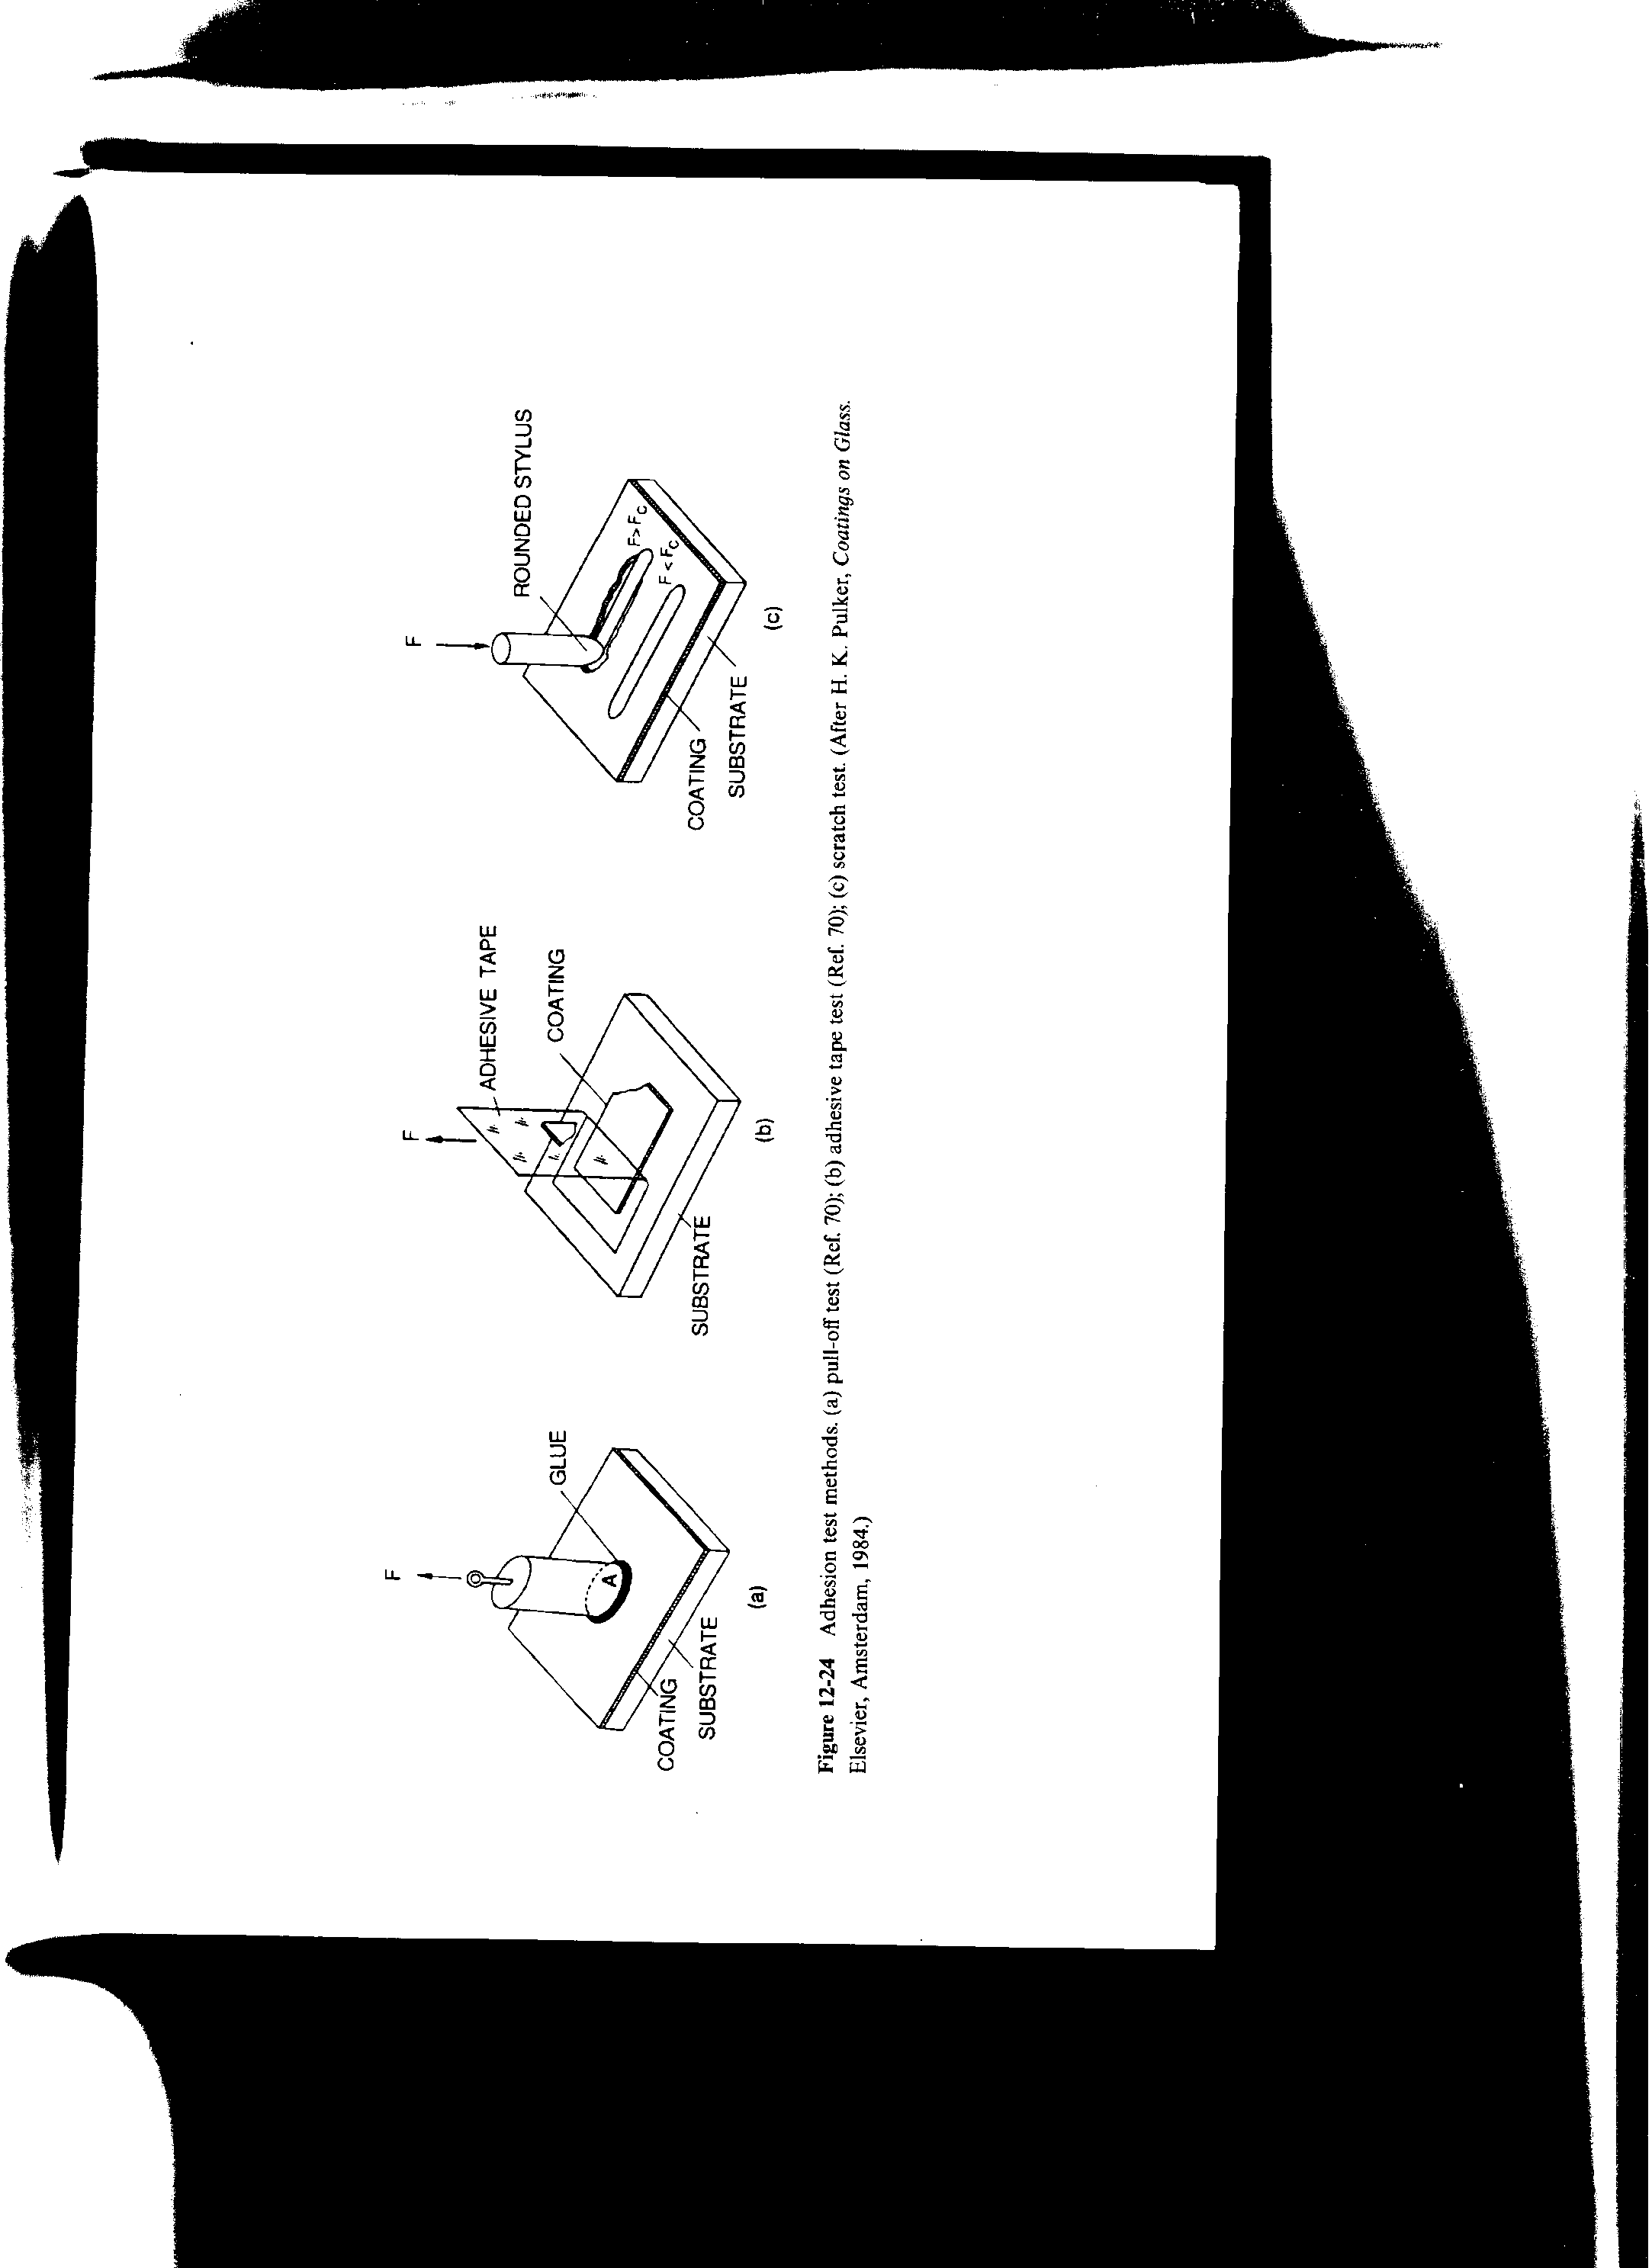 F
GLUE
A
COATING
SUBSTRATE
(a)
F
ADHESIVE TAPE
COATING
SUBSTRATE
(b)
F
ROUNDED STYLUS
F > FC
F < FC
COATING
SUBSTRATE
(c)
Figure 12-24 Adhesion test methods. (a) pull-off test (Ref. 70); (b) adhesive tape test (Ref. 70); (c) scratch test. (After H. K. Pulker, Coatings on Glass.
Elsevier, Amsterdam, 1984.)